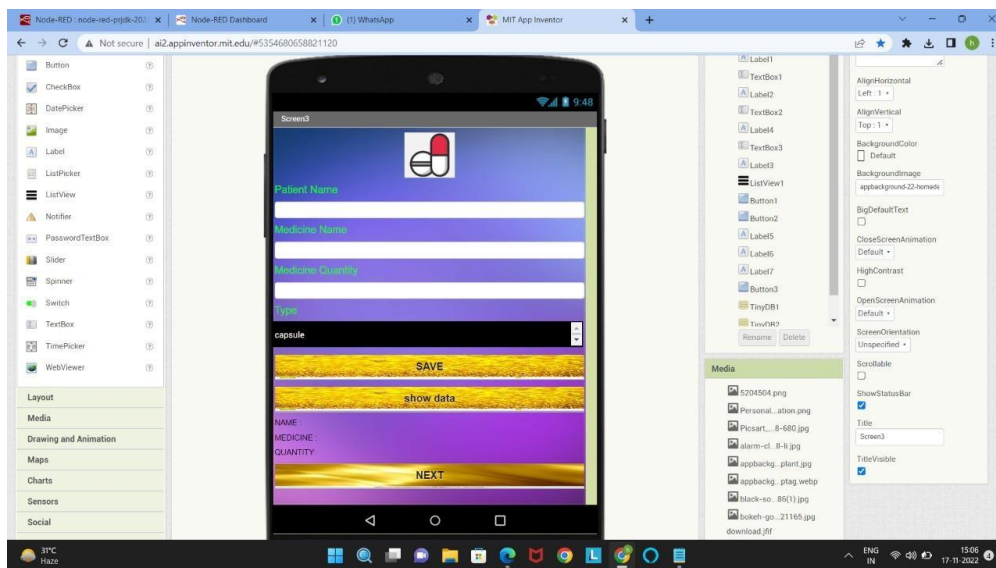 Node-RED : node-red-prjdk-202
Node-RED Dashboard
(1) WhatsApp
MIT App Inventor
Not secure | ai2.appinventor.mit.edu/#5354680658821120
h
Button
CheckBox
DatePicker
Image
Label
ListPicker
ListView
Notifier
PasswordTextBox
Slider
Spinner
Switch
TextBox
TimePicker
WebViewer
Layout
Media
Drawing and Animation
Maps
Charts
Sensors
Social
9:48
Screen3
Patient Name
Medicine Name
Medicine Quantity
Type
capsule
SAVE
show data
NAME :
MEDICINE :
QUANTITY:
NEXT
Label1
TextBox1
Label2
TextBox2
Label4
TextBox3
Label3
ListView1
Button1
Button2
Label5
Label6
Label7
Button3
TinyDB1
TinyDB2
Rename Delete
Media
5204504.png
Personal...ation.png
Picsart_...8-680.jpg
alarm-cl...ll-li.jpg
appbackg...plant.jpg
appbackg...ptag.webp
black-so...86(1).jpg
bokeh-go...21165.jpg
download.jfif
AlignHorizontal
Left : 1
AlignVertical
Top : 1
BackgroundColor
Default
BackgroundImage
appbackground-22-homede
BigDefaultText
CloseScreenAnimation
Default
HighContrast
OpenScreenAnimation
Default
ScreenOrientation
Unspecified
Scrollable
ShowStatusBar
Title
Screen3
TitleVisible
31°C
Haze
ENG
IN
15:06
17-11-2022
4